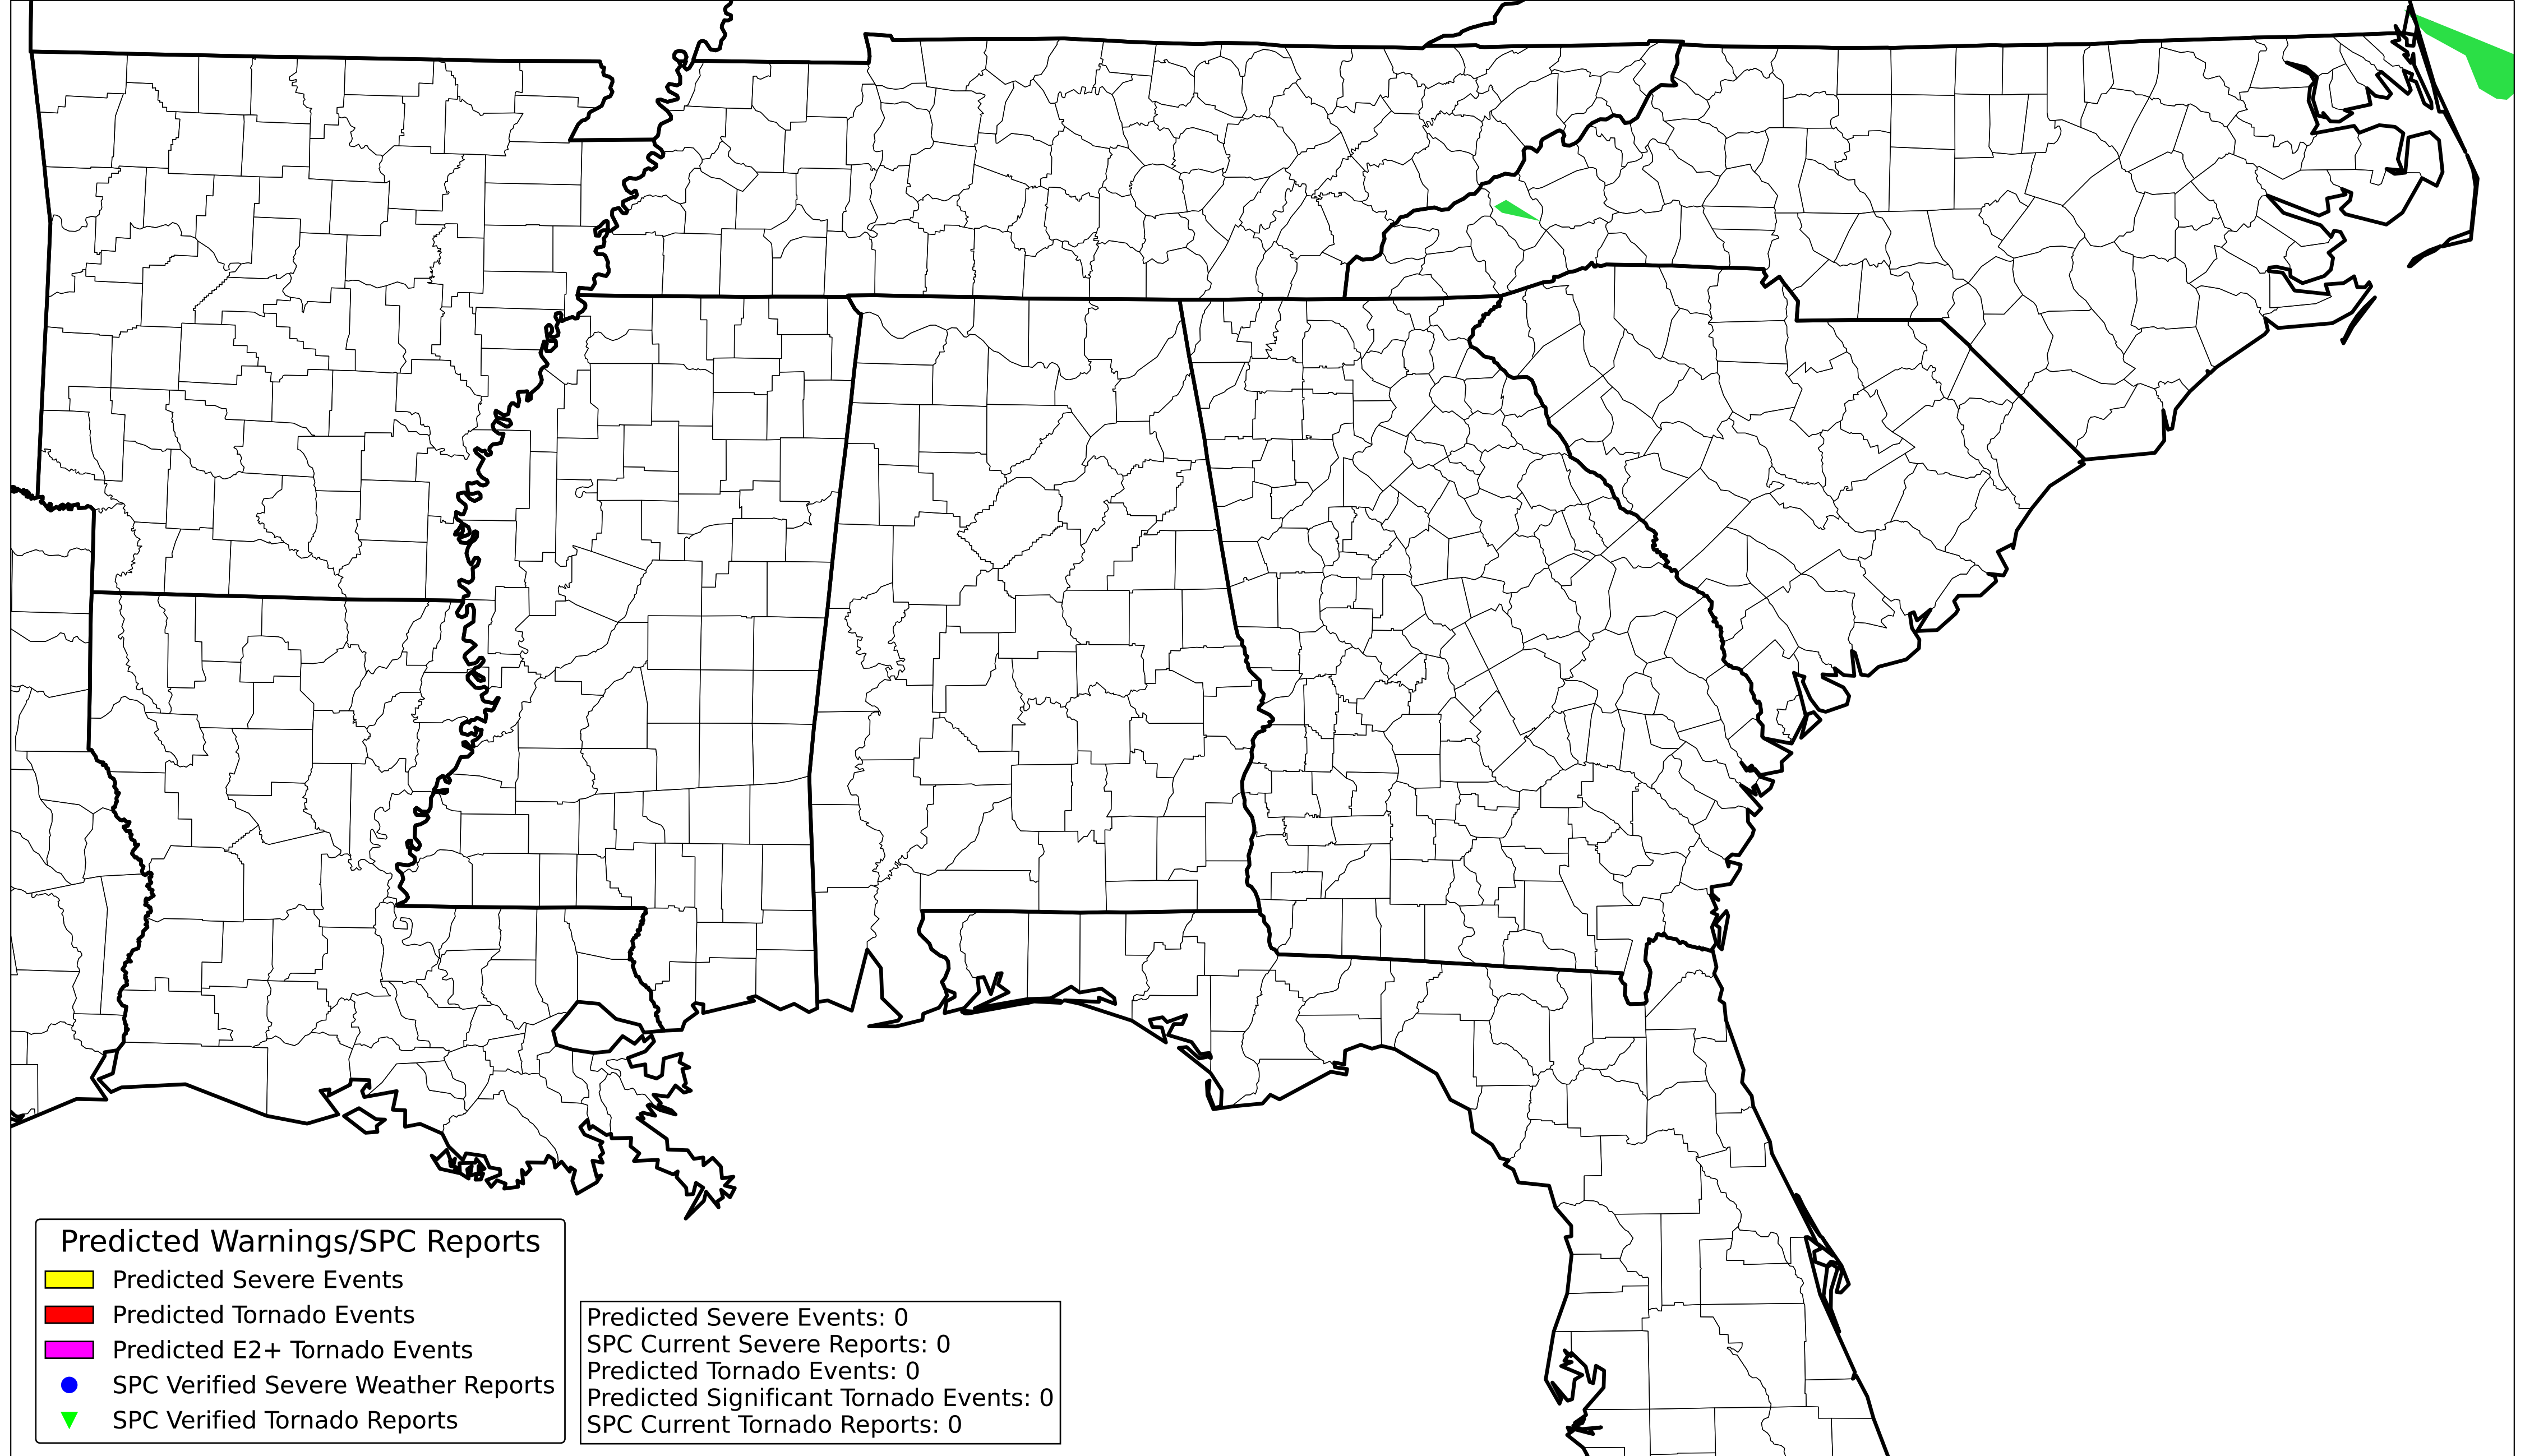 Predicted Warnings/SPC Reports
Predicted Severe Events
Predicted Tornado Events
Predicted E2+ Tornado Events
SPC Verified Severe Weather Reports
SPC Verified Tornado Reports
Predicted Severe Events: 0
SPC Current Severe Reports: 0
Predicted Tornado Events: 0
Predicted Significant Tornado Events: 0
SPC Current Tornado Reports: 0